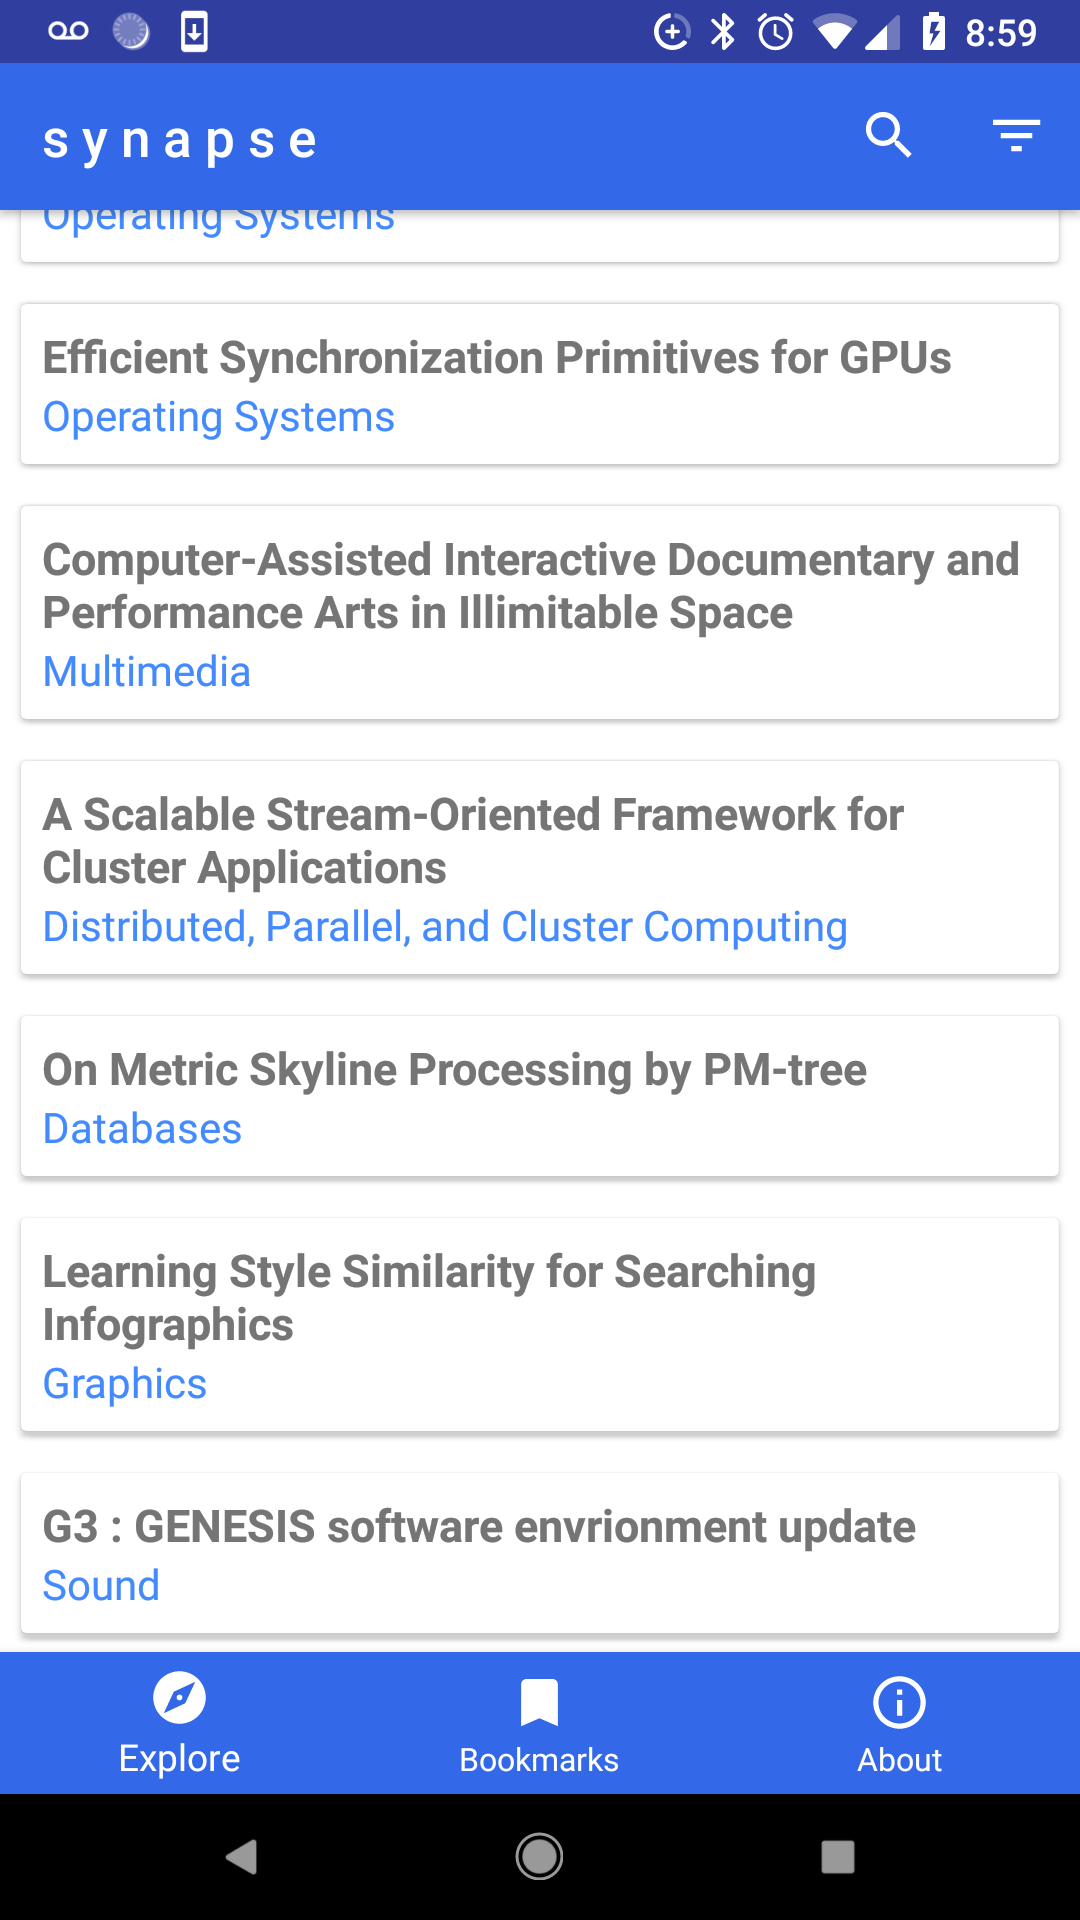 8:59
synapse
Operating Systems
Efficient Synchronization Primitives for GPUs
Operating Systems
Computer-Assisted Interactive Documentary and
Performance Arts in Illimitable Space
Multimedia
A Scalable Stream-Oriented Framework for
Cluster Applications
Distributed, Parallel, and Cluster Computing
On Metric Skyline Processing by PM-tree
Databases
Learning Style Similarity for Searching
Infographics
Graphics
G3 : GENESIS software envrionment update
Sound
Explore
Bookmarks
About